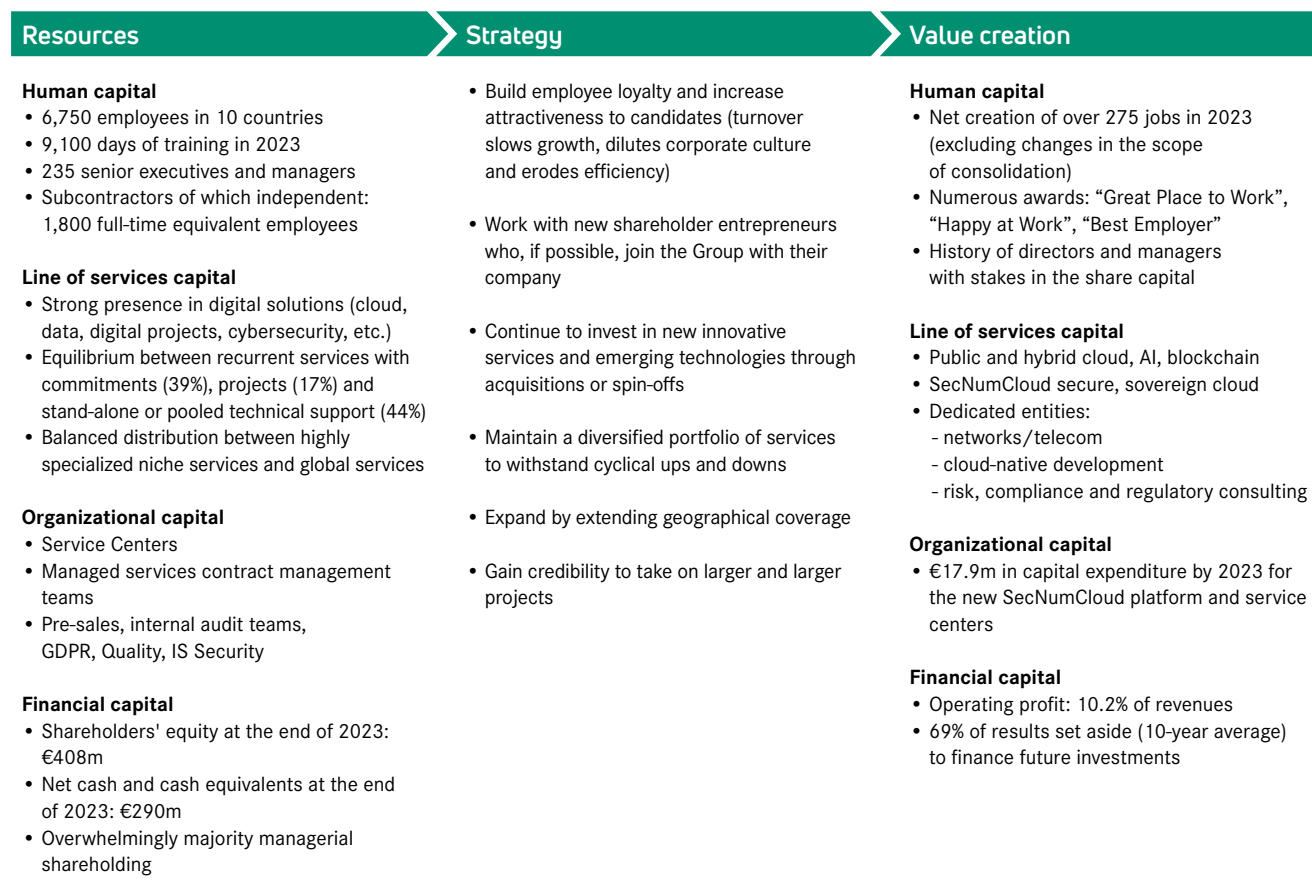 Resources
Human capital
• 6,750 employees in 10 countries
• 9,100 days of training in 2023
• 235 senior executives and managers
• Subcontractors of which independent:
1,800 full-time equivalent employees
Line of services capital
• Strong presence in digital solutions (cloud,
data, digital projects, cybersecurity, etc.)
• Equilibrium between recurrent services with
commitments (39%), projects (17%) and
stand-alone or pooled technical support (44%)
• Balanced distribution between highly
specialized niche services and global services
Organizational capital
• Service Centers
• Managed services contract management
teams
• Pre-sales, internal audit teams,
GDPR, Quality, IS Security
Financial capital
• Shareholders' equity at the end of 2023:
€408m
• Net cash and cash equivalents at the end
of 2023: €290m
• Overwhelmingly majority managerial
shareholding
Strategy
• Build employee loyalty and increase
attractiveness to candidates (turnover
slows growth, dilutes corporate culture
and erodes efficiency)
• Work with new shareholder entrepreneurs
who, if possible, join the Group with their
company
• Continue to invest in new innovative
services and emerging technologies through
acquisitions or spin-offs
• Maintain a diversified portfolio of services
to withstand cyclical ups and downs
• Expand by extending geographical coverage
• Gain credibility to take on larger and larger
projects
Value creation
Human capital
• Net creation of over 275 jobs in 2023
(excluding changes in the scope
of consolidation)
• Numerous awards: “Great Place to Work”,
“Happy at Work”, “Best Employer”
• History of directors and managers
with stakes in the share capital
Line of services capital
• Public and hybrid cloud, AI, blockchain
• SecNumCloud secure, sovereign cloud
• Dedicated entities:
- networks/telecom
- cloud-native development
- risk, compliance and regulatory consulting
Organizational capital
• €17.9m in capital expenditure by 2023 for
the new SecNumCloud platform and service
centers
Financial capital
• Operating profit: 10.2% of revenues
• 69% of results set aside (10-year average)
to finance future investments